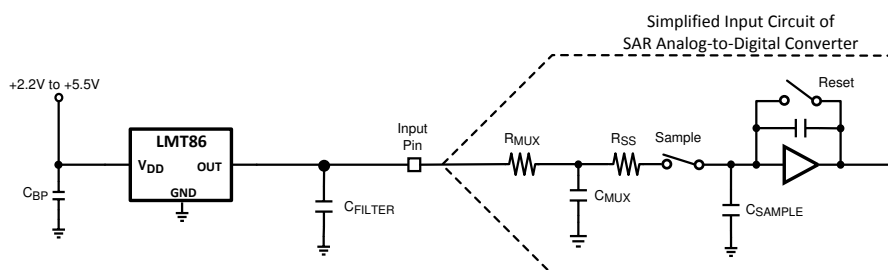 Simplified Input Circuit of
SAR Analog-to-Digital Converter
+2.2V to +5.5V
Reset
LMT86
Input
Pin
RMUX
RSS
Sample
VDD
OUT
GND
CBP
CFILTER
CMUX
CSAMPLE